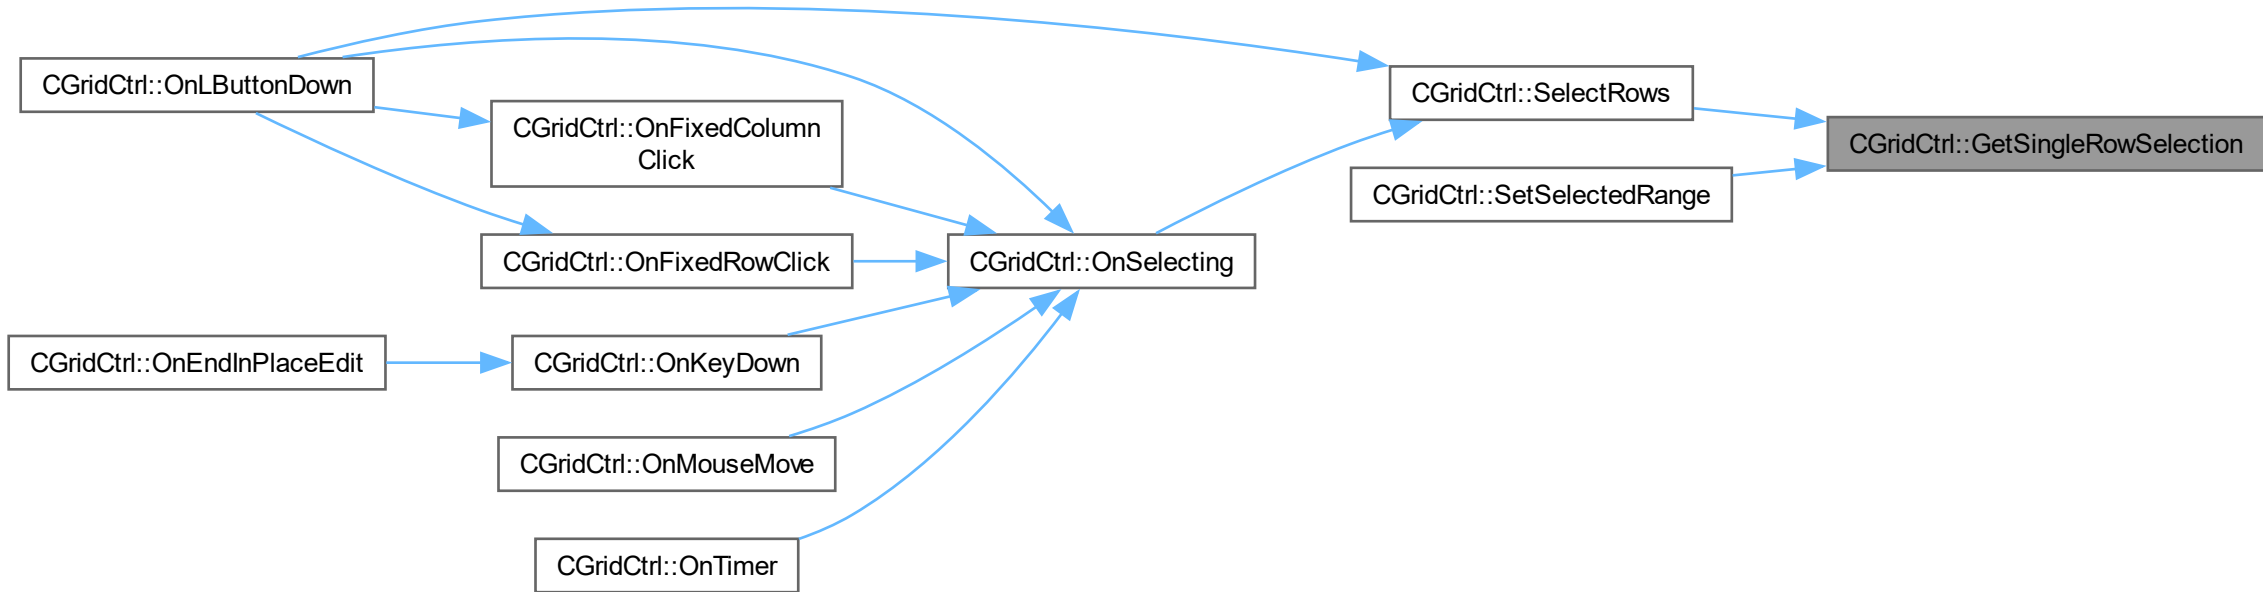 CGridCtrl::OnLButtonDown
CGridCtrl::SelectRows
CGridCtrl::OnFixedColumn
Click
CGridCtrl::GetSingleRowSelection
CGridCtrl::SetSelectedRange
CGridCtrl::OnFixedRowClick
CGridCtrl::OnSelecting
CGridCtrl::OnEndInPlaceEdit
CGridCtrl::OnKeyDown
CGridCtrl::OnMouseMove
CGridCtrl::OnTimer